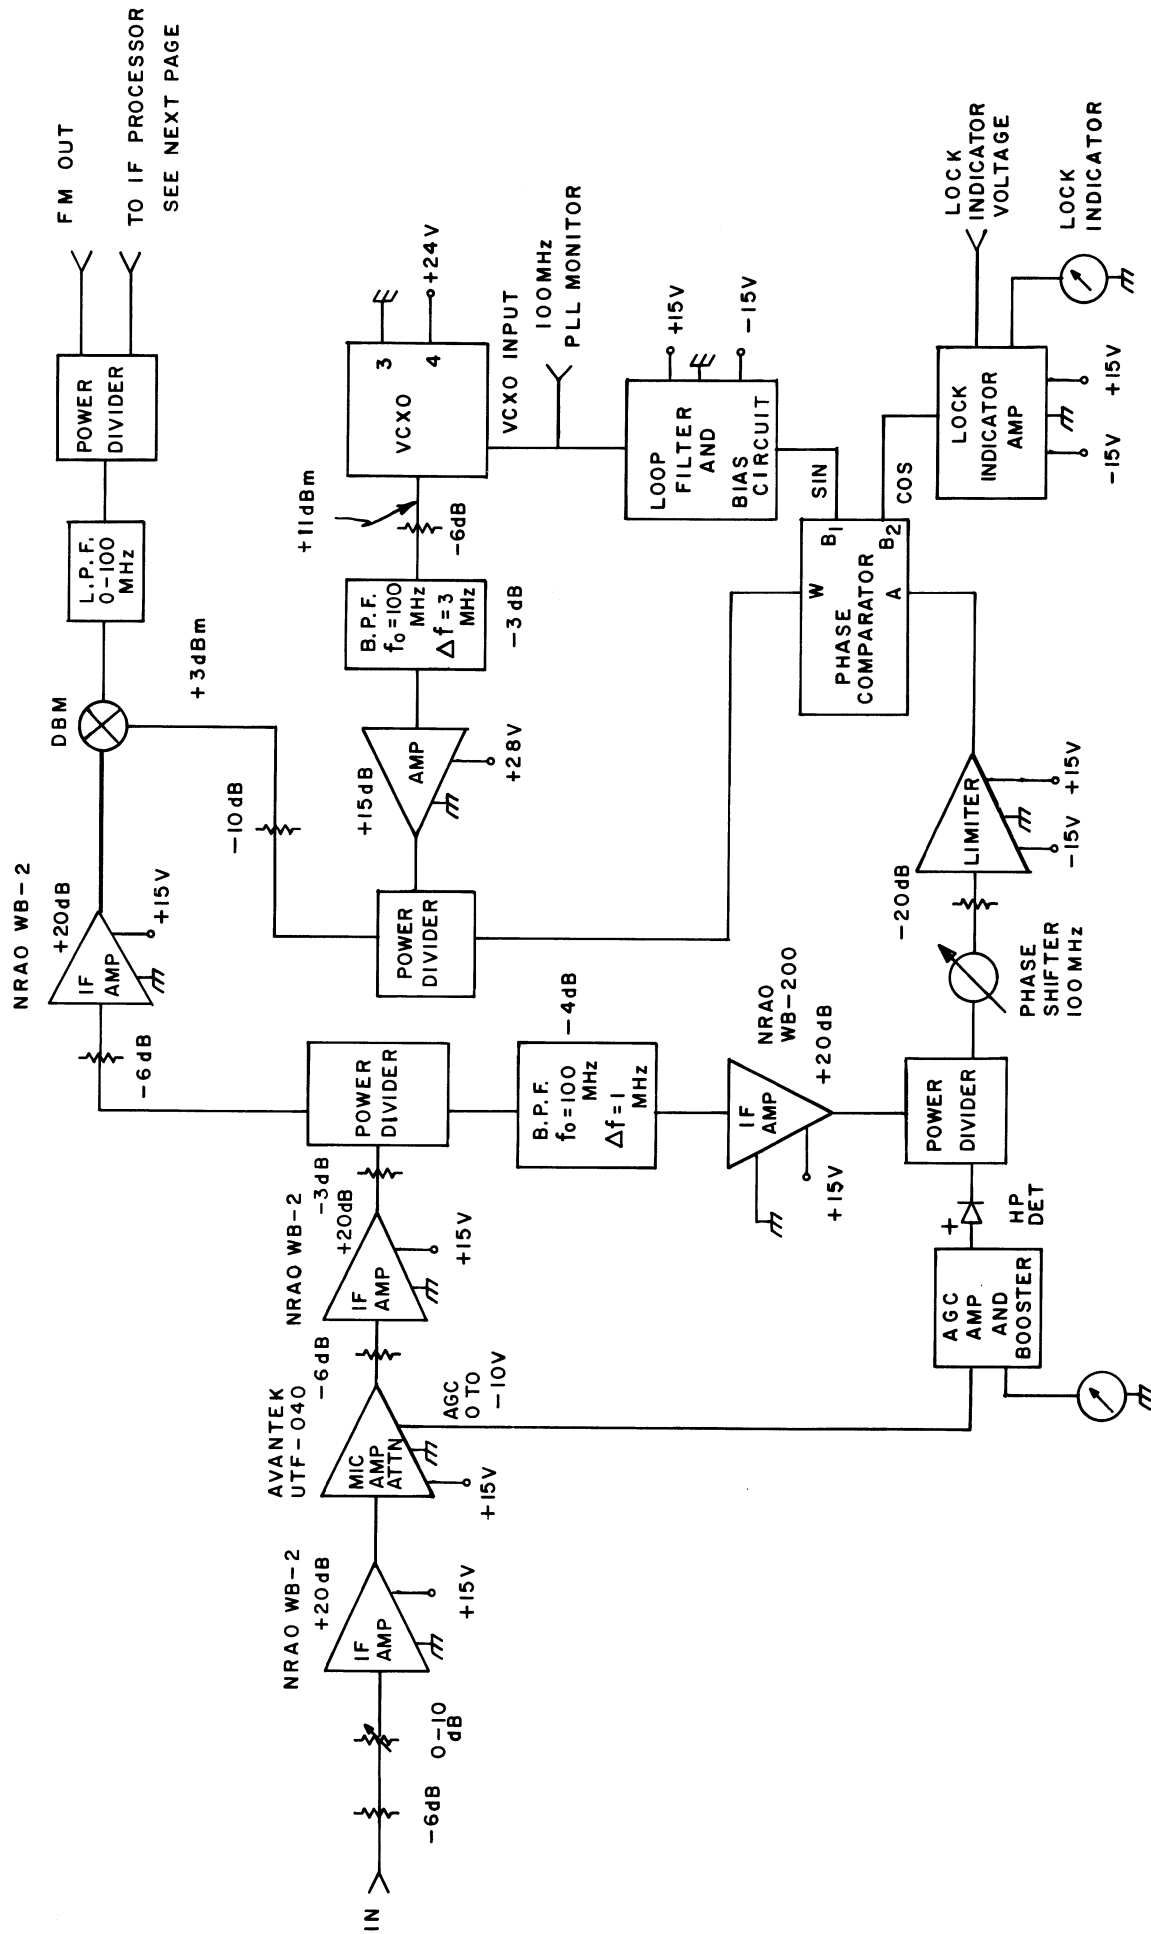 IN
-6dB
0-10
dB
NRAO WB-2
+20dB
IF
AMP
+15V
AVANTEK
UTF-040
MIC
AMP
ATTN
+15V
AGC
0 TO
-10V
-6dB
NRAO WB-2
+20dB
IF
AMP
+15V
-3dB
POWER
DIVIDER
-6dB
NRAO WB-2
+20dB
IF
AMP
+15V
DBM
+3dBm
-10dB
L.P.F.
0-100
MHz
POWER
DIVIDER
FM OUT
TO IF PROCESSOR
SEE NEXT PAGE
POWER
DIVIDER
+15dB
AMP
+28V
B.P.F.
fo=100
MHz
Δf=3
MHz
-3dB
-6dB
+11dBm
VCXO
3
4
+24V
VCXO INPUT
100MHz
PLL MONITOR
LOOP
FILTER
AND
BIAS
CIRCUIT
+15V
-15V
SIN
COS
PHASE
COMPARATOR
W
A
B1
B2
LOCK
INDICATOR
AMP
-15V
+15V
LOCK
INDICATOR
VOLTAGE
LOCK
INDICATOR
B.P.F.
fo=100
MHz
Δf=1
MHz
-4dB
IF
AMP
NRAO
WB-200
+20dB
+15V
POWER
DIVIDER
PHASE
SHIFTER
100MHz
-20dB
LIMITER
-15V
+15V
HP
DET
+
AGC
AMP
AND
BOOSTER